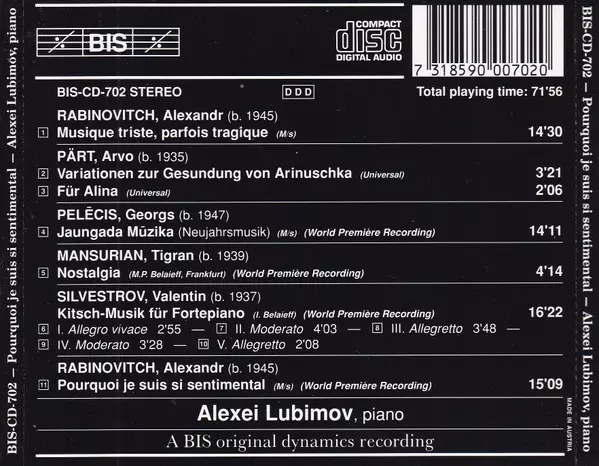 BIS
COMPACT
disc
DIGITAL AUDIO
7 318590 007020
BIS-CD-702 STEREO DDD Total playing time: 71'56
RABINOVITCH, Alexandr (b. 1945)
1 Musique triste, parfois tragique (M/s) 14'30
PÄRT, Arvo (b. 1935)
2 Variationen zur Gesundung von Arinuschka (Universal) 3'21
3 Für Alina (Universal) 2'06
PELĒCIS, Georgs (b. 1947)
4 Jaungada Mūzika (Neujahrsmusik) (M/s) (World Première Recording) 14'11
MANSURIAN, Tigran (b. 1939)
5 Nostalgia (M.P. Belaieff, Frankfurt) (World Première Recording) 4'14
SILVESTROV, Valentin (b. 1937)
Kitsch-Musik für Fortepiano (I. Belaieff) (World Première Recording) 16'22
6 I. Allegro vivace 2'55 — 7 II. Moderato 4'03 — 8 III. Allegretto 3'48 —
9 IV. Moderato 3'28 — 10 V. Allegretto 2'08
RABINOVITCH, Alexandr (b. 1945)
11 Pourquoi je suis si sentimental (M/s) (World Première Recording) 15'09
Alexei Lubimov, piano
A BIS original dynamics recording
MADE IN AUSTRIA
BIS-CD-702 – Pourquoi je suis si sentimental – Alexei Lubimov, piano
BIS-CD-702 – Pourquoi je suis si sentimental – Alexei Lubimov, piano